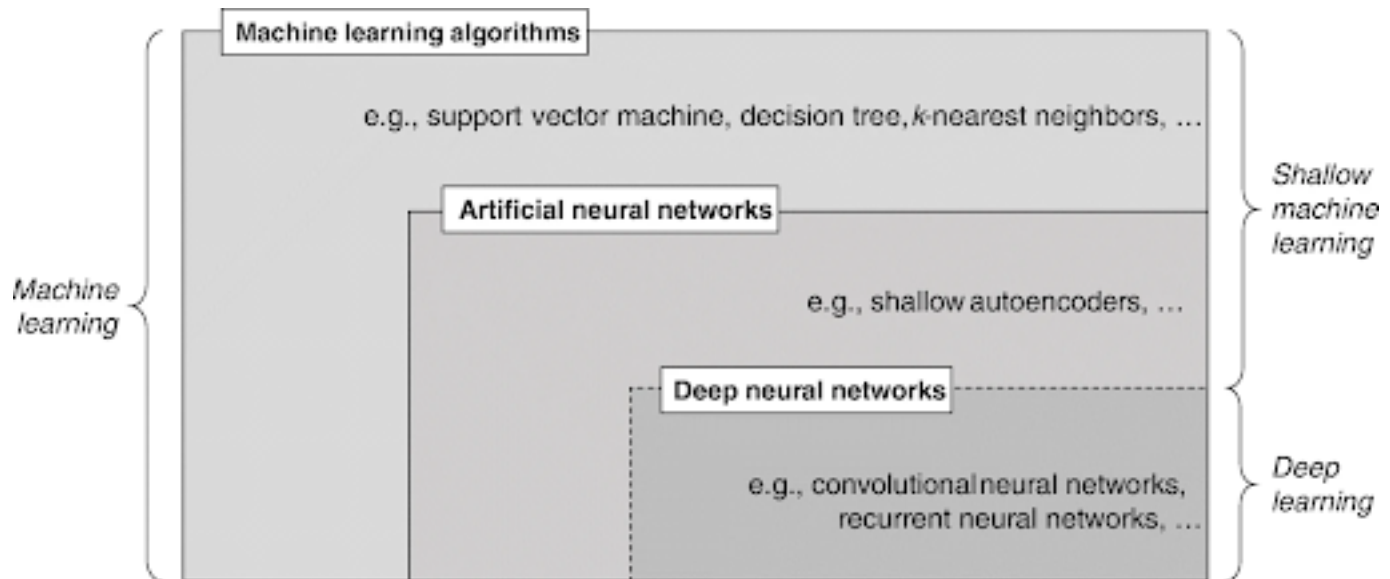 Machine learning algorithms
e.g., support vector machine, decision tree, k-nearest neighbors, …
Shallow
machine
learning
Artificial neural networks
Machine
learning
e.g., shallow autoencoders, …
Deep neural networks
e.g., convolutional neural networks,
recurrent neural networks, …
Deep
learning